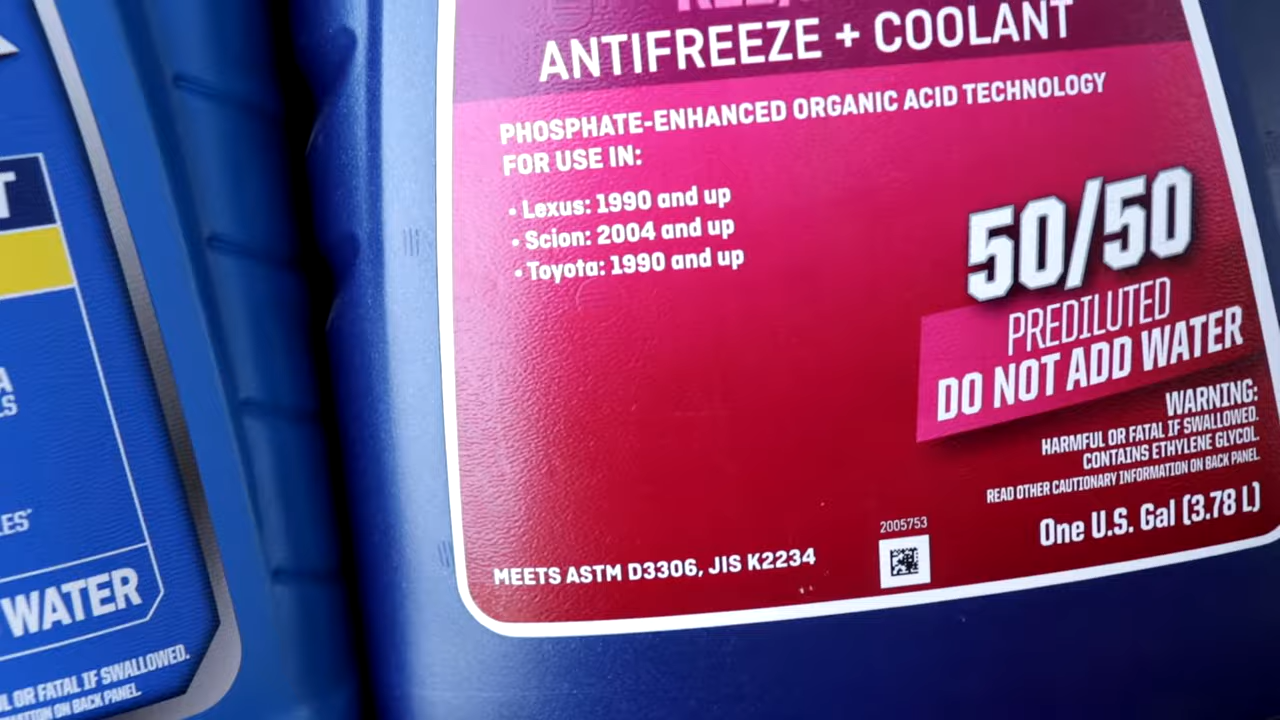 ANTIFREEZE + COOLANT
PHOSPHATE-ENHANCED ORGANIC ACID TECHNOLOGY
FOR USE IN:
• Lexus: 1990 and up
• Scion: 2004 and up
• Toyota: 1990 and up
50/50
PREDILUTED
DO NOT ADD WATER
WARNING:
HARMFUL OR FATAL IF SWALLOWED.
CONTAINS ETHYLENE GLYCOL.
READ OTHER CAUTIONARY INFORMATION ON BACK PANEL.
One U.S. Gal (3.78 L)
2005753
MEETS ASTM D3306, JIS K2234
WATER
OR FATAL IF SWALLOWED.
ON BACK PANEL.